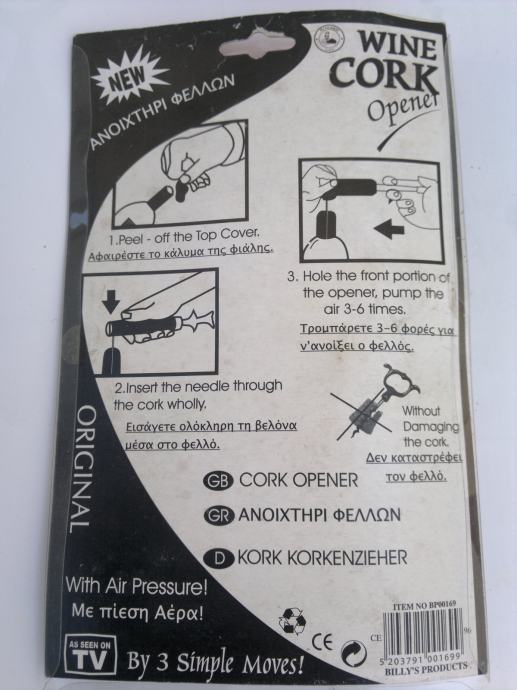 NEW
ΑΝΟΙΧΤΗΡΙ ΦΕΛΛΩΝ
WINE
CORK
Opener
1.Peel - off the Top Cover.
Αφαιρέστε το κάλυμα της φιάλης.
2.Insert the needle through
the cork wholly.
Εισάγετε ολόκληρη τη βελόνα
μέσα στο φελλό.
3. Hole the front portion of
the opener, pump the
air 3-6 times.
Τρομπάρετε 3-6 φορές για
ν'ανοίξει ο φελλός.
Without
Damaging
the cork.
Δεν καταστρέφει
τον φελλό.
ORIGINAL
GB CORK OPENER
GR ΑΝΟΙΧΤΗΡΙ ΦΕΛΛΩΝ
D KORK KORKENZIEHER
With Air Pressure!
Με πίεση Αέρα!
AS SEEN ON
TV
By 3 Simple Moves!
CE
ITEM NO BP00169
CE
96
5 203791 001699
BILLY'S PRODUCTS